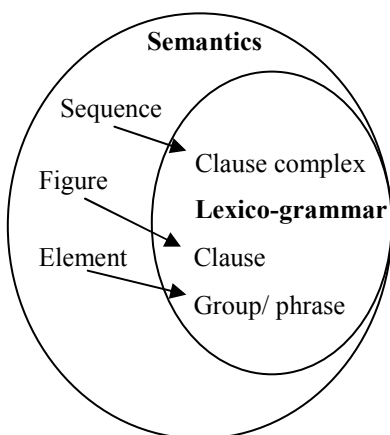 Semantics
Sequence
Clause complex
Figure
Lexico-grammar
Element
Clause
Group/ phrase